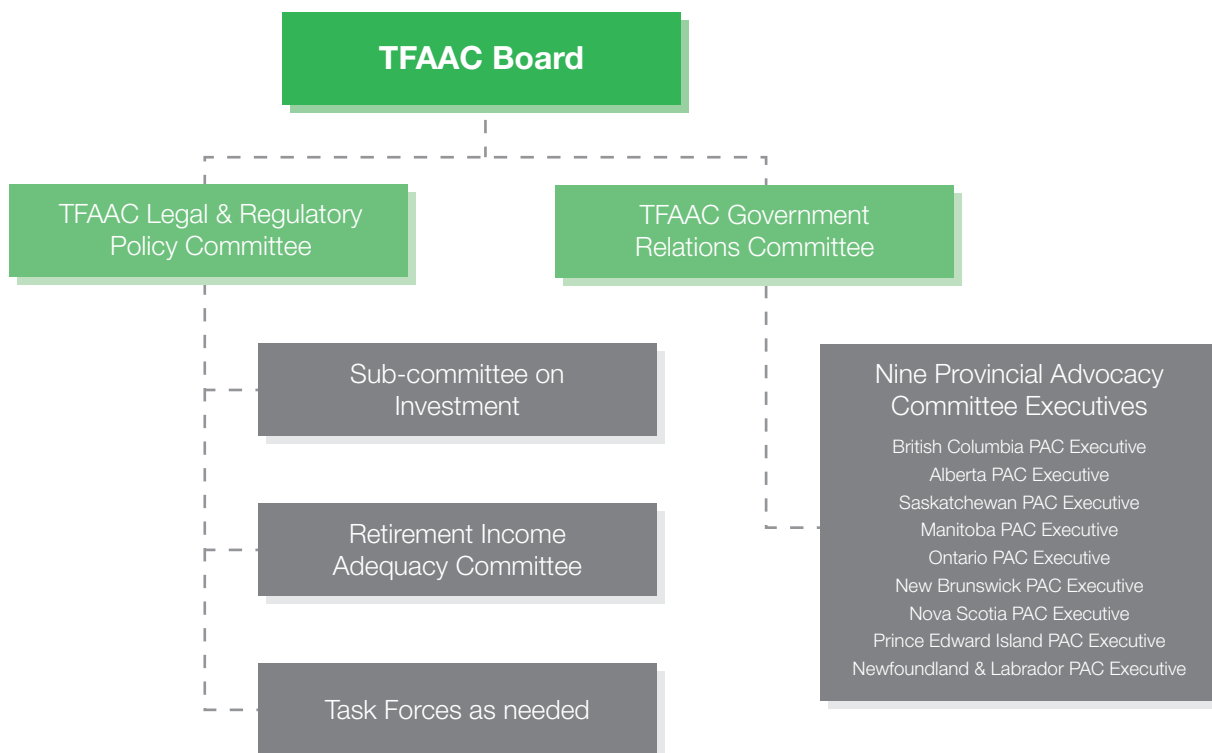 TFAAC Board
TFAAC Legal & Regulatory
Policy Committee
TFAAC Government
Relations Committee
Sub-committee on
Investment
Retirement Income
Adequacy Committee
Task Forces as needed
Nine Provincial Advocacy
Committee Executives
British Columbia PAC Executive
Alberta PAC Executive
Saskatchewan PAC Executive
Manitoba PAC Executive
Ontario PAC Executive
New Brunswick PAC Executive
Nova Scotia PAC Executive
Prince Edward Island PAC Executive
Newfoundland & Labrador PAC Executive